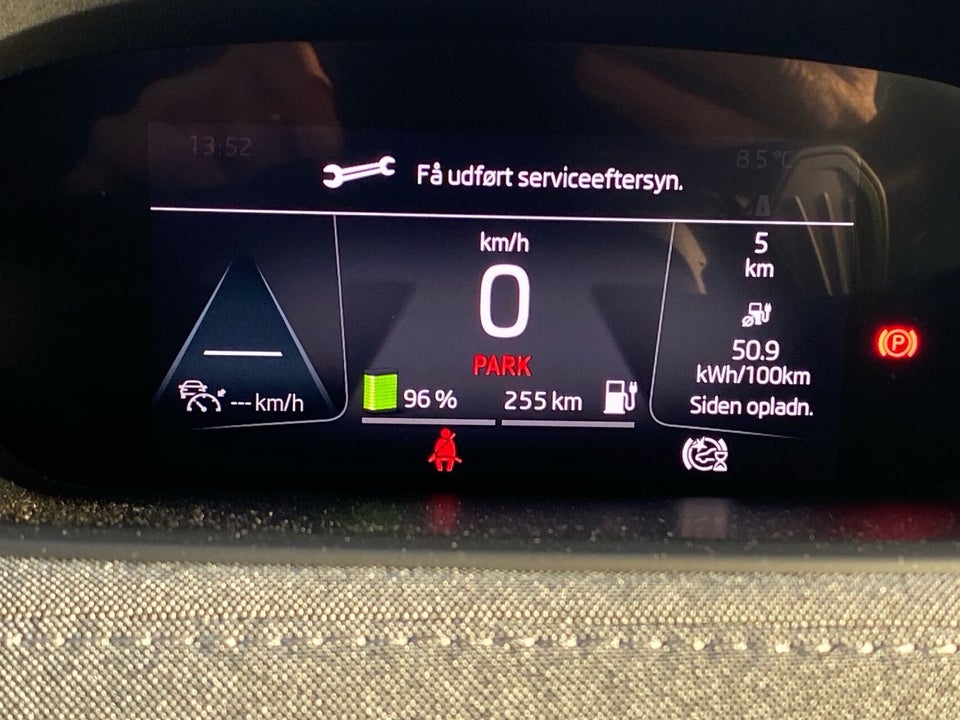 13:52
8.5°C
Få udført serviceeftersyn.
km/h
0
PARK
96 %
255 km
--- km/h
5
km
50.9
kWh/100km
Siden opladn.
P